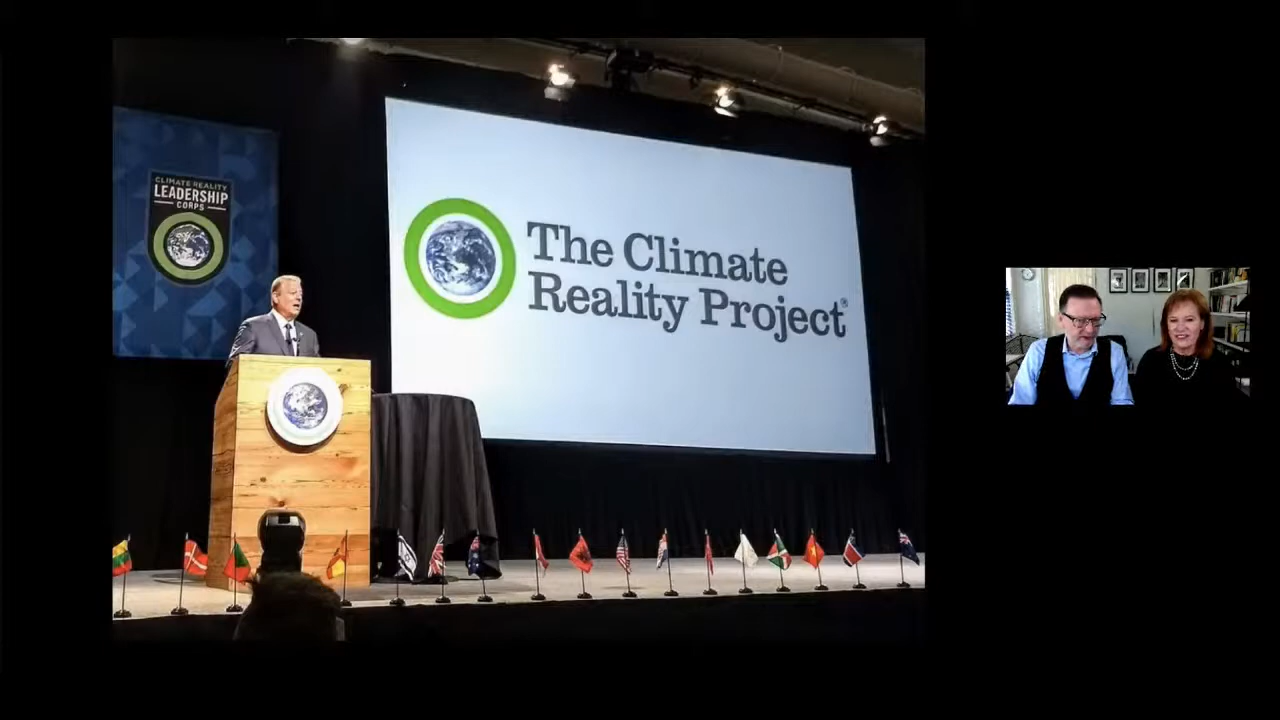 CLIMATE REALITY
LEADERSHIP
CORPS
The Climate
Reality Project®